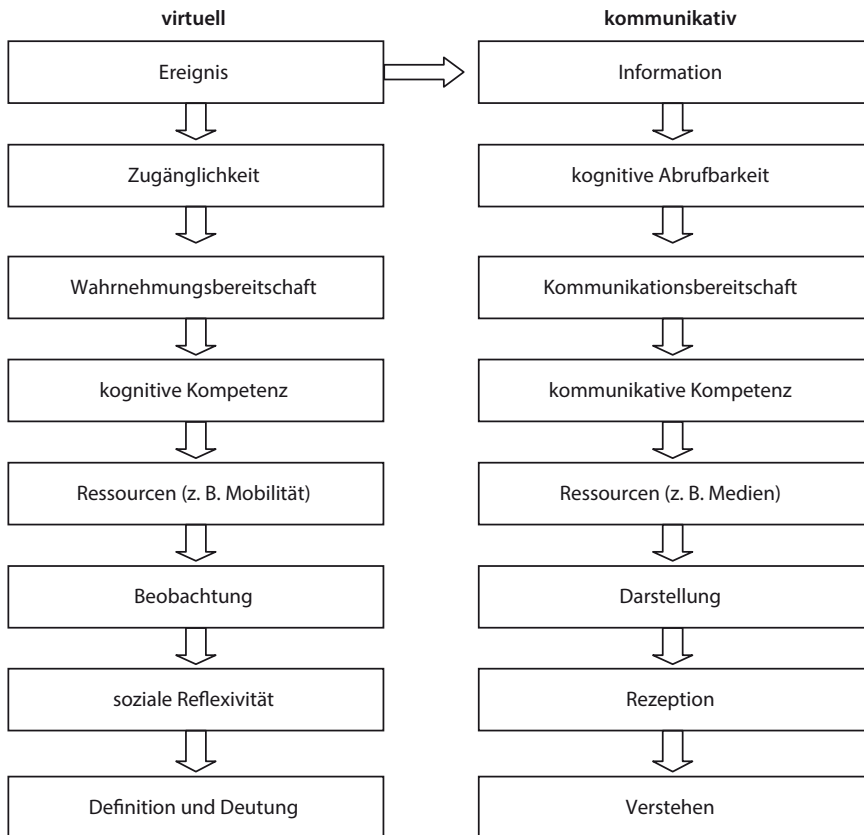 virtuell
kommunikativ
Ereignis
Information
Zugänglichkeit
kognitive Abrufbarkeit
Wahrnehmungsbereitschaft
Kommunikationsbereitschaft
kognitive Kompetenz
kommunikative Kompetenz
Ressourcen (z. B. Mobilität)
Ressourcen (z. B. Medien)
Beobachtung
Darstellung
soziale Reflexivität
Rezeption
Definition und Deutung
Verstehen